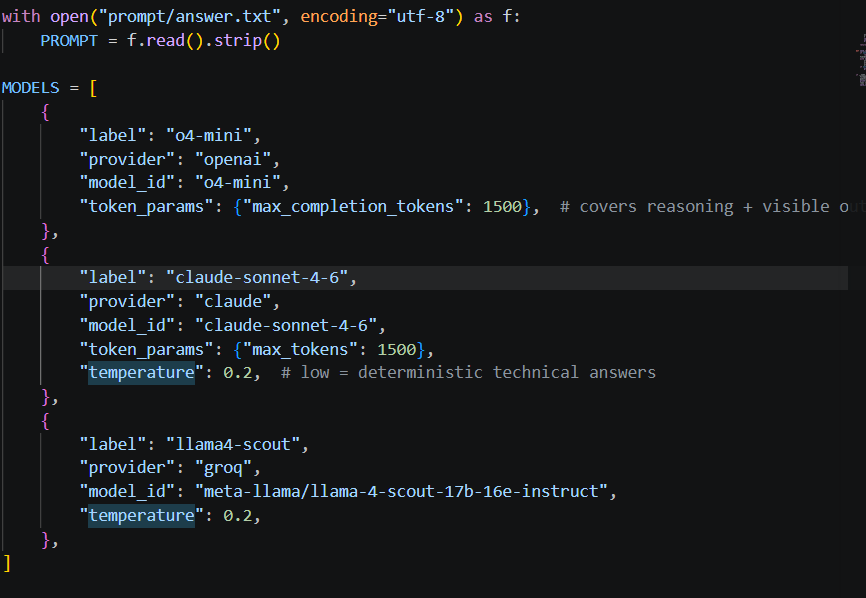 with open("prompt/answer.txt", encoding="utf-8") as f:
    PROMPT = f.read().strip()

MODELS = [
    {
        "label": "o4-mini",
        "provider": "openai",
        "model_id": "o4-mini",
        "token_params": {"max_completion_tokens": 1500},  # covers reasoning + visible
    },
    {
        "label": "claude-sonnet-4-6",
        "provider": "claude",
        "model_id": "claude-sonnet-4-6",
        "token_params": {"max_tokens": 1500},
        "temperature": 0.2,  # low = deterministic technical answers
    },
    {
        "label": "llama4-scout",
        "provider": "groq",
        "model_id": "meta-llama/llama-4-scout-17b-16e-instruct",
        "temperature": 0.2,
    },
]